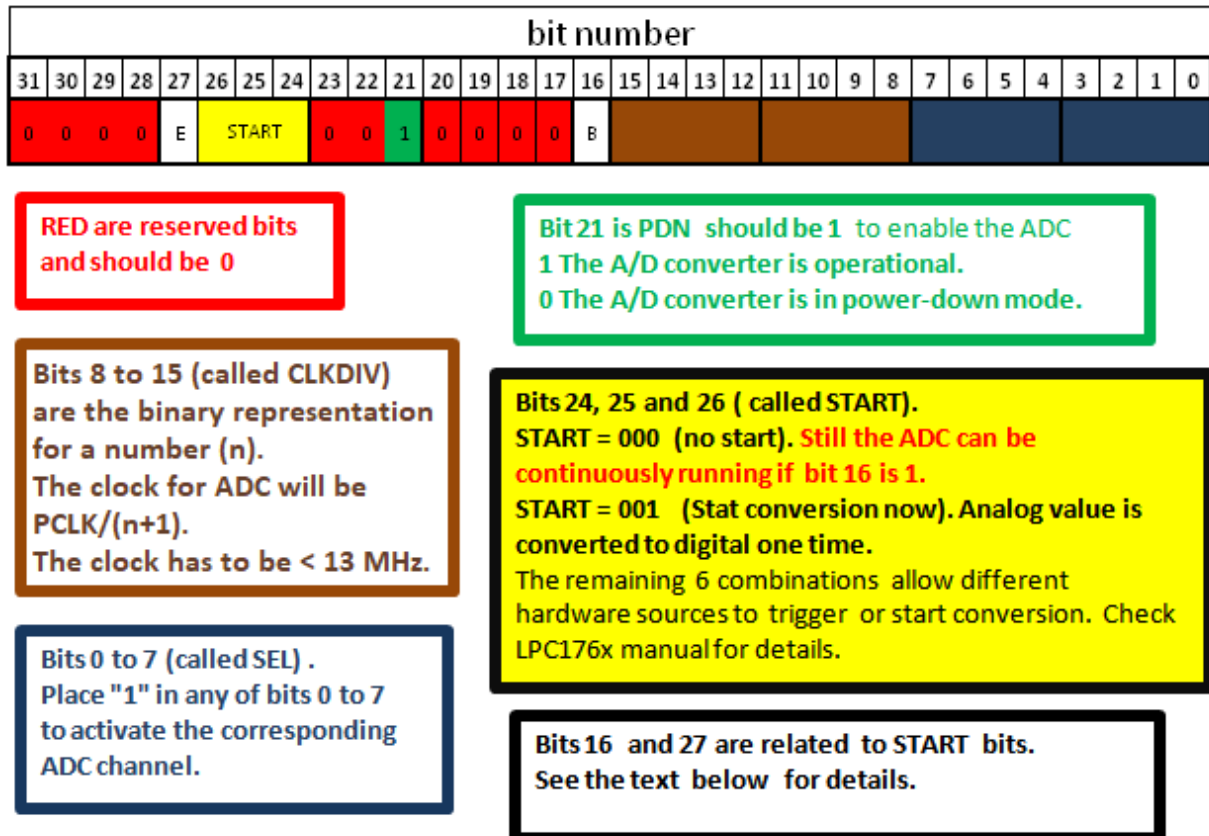 bit number
31 30 29 28 27 26 25 24 23 22 21 20 19 18 17 16 15 14 13 12 11 10 9 8 7 6 5 4 3 2 1 0
0 0 0 0 E START 0 0 1 0 0 0 0 B
RED are reserved bits
and should be 0
Bit 21 is PDN should be 1 to enable the ADC
1 The A/D converter is operational.
0 The A/D converter is in power-down mode.
Bits 8 to 15 (called CLKDIV)
are the binary representation
for a number (n).
The clock for ADC will be
PCLK/(n+1).
The clock has to be < 13 MHz.
Bits 24, 25 and 26 ( called START).
START = 000 (no start). Still the ADC can be
continuously running if bit 16 is 1.
START = 001 (Stat conversion now). Analog value is
converted to digital one time.
The remaining 6 combinations allow different
hardware sources to trigger or start conversion. Check
LPC176x manual for details.
Bits 0 to 7 (called SEL) .
Place "1" in any of bits 0 to 7
to activate the corresponding
ADC channel.
Bits 16 and 27 are related to START bits.
See the text below for details.